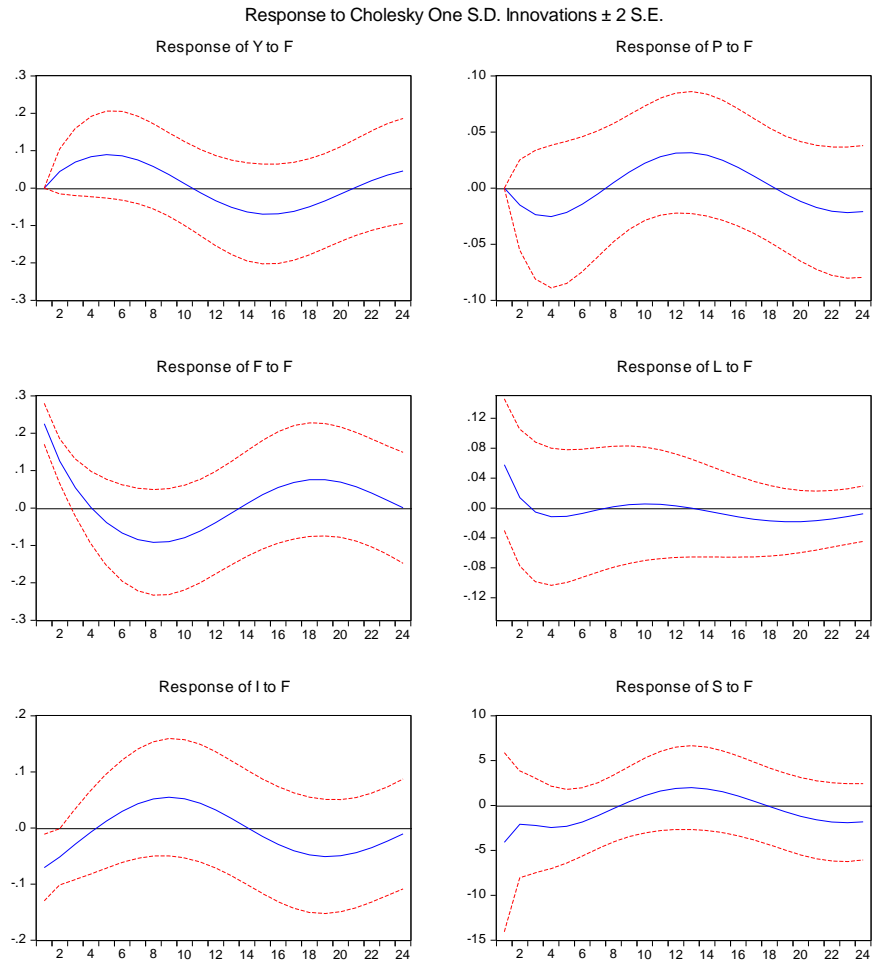 Response to Cholesky One S.D. Innovations ± 2 S.E.
Response of Y to F
.3
.2
.1
.0
-.1
-.2
-.3
2 4 6 8 10 12 14 16 18 20 22 24
Response of P to F
.10
.05
.00
-.05
-.10
2 4 6 8 10 12 14 16 18 20 22 24
Response of F to F
.3
.2
.1
.0
-.1
-.2
-.3
2 4 6 8 10 12 14 16 18 20 22 24
Response of L to F
.12
.08
.04
.00
-.04
-.08
-.12
2 4 6 8 10 12 14 16 18 20 22 24
Response of I to F
.2
.1
.0
-.1
-.2
2 4 6 8 10 12 14 16 18 20 22 24
Response of S to F
10
5
0
-5
-10
-15
2 4 6 8 10 12 14 16 18 20 22 24